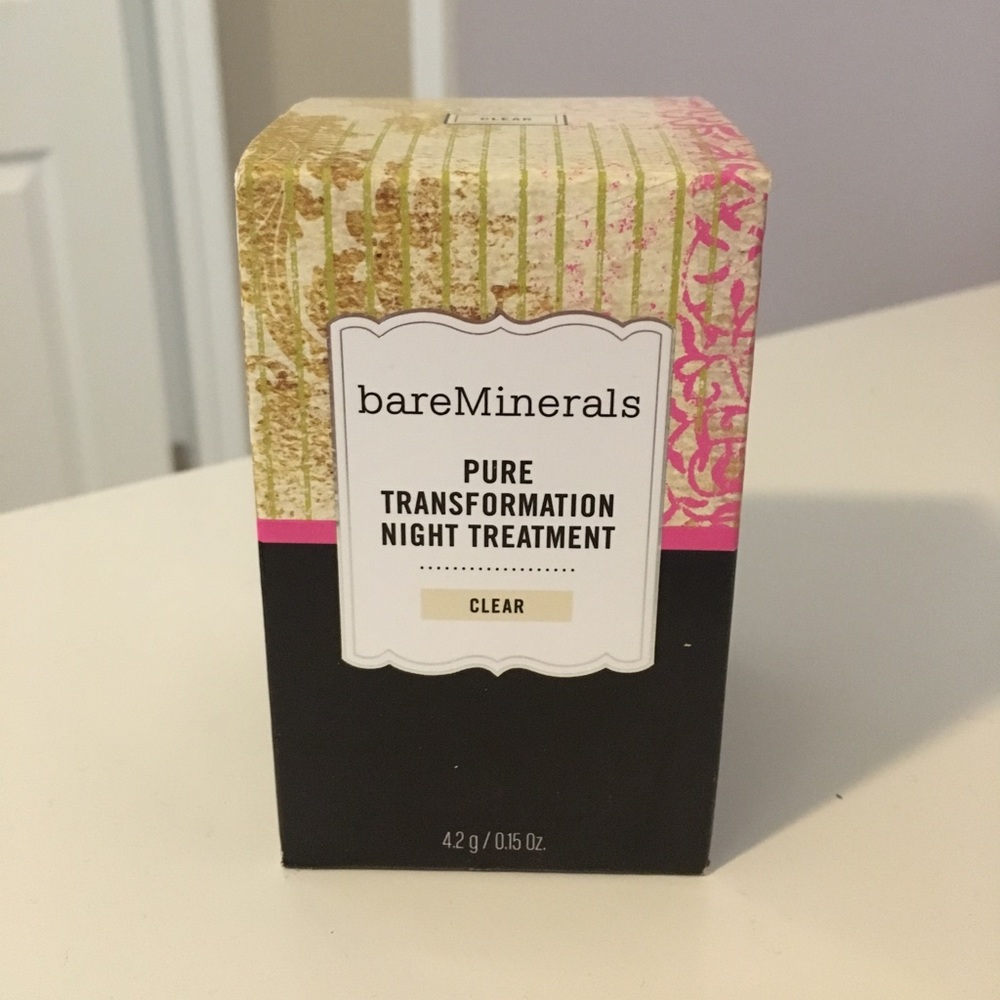 CLEAR
bareMinerals
PURE
TRANSFORMATION
NIGHT TREATMENT
CLEAR
4.2 g / 0.15 Oz.